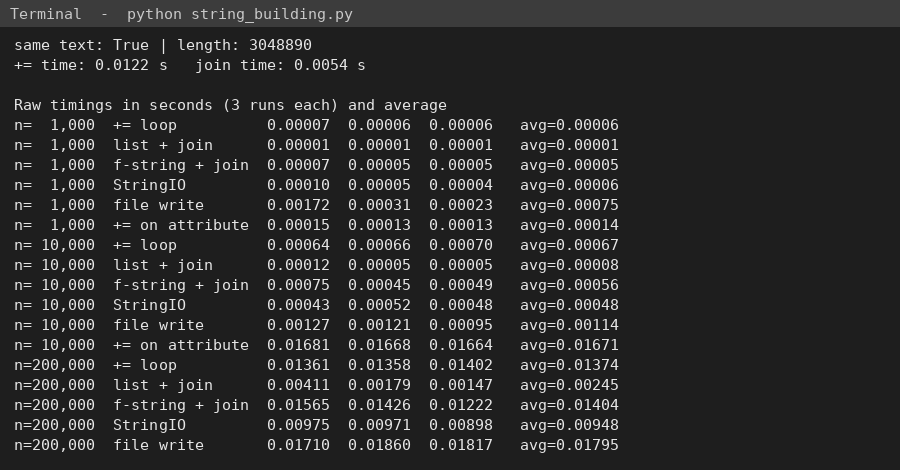 Terminal  -  python string_building.py
same text: True | length: 3048890
+= time: 0.0122 s   join time: 0.0054 s
Raw timings in seconds (3 runs each) and average
n=  1,000  += loop          0.00007  0.00006  0.00006   avg=0.00006
n=  1,000  list + join      0.00001  0.00001  0.00001   avg=0.00001
n=  1,000  f-string + join  0.00007  0.00005  0.00005   avg=0.00005
n=  1,000  StringIO         0.00010  0.00005  0.00004   avg=0.00006
n=  1,000  file write       0.00172  0.00031  0.00023   avg=0.00075
n=  1,000  += on attribute  0.00015  0.00013  0.00013   avg=0.00014
n= 10,000  += loop          0.00064  0.00066  0.00070   avg=0.00067
n= 10,000  list + join      0.00012  0.00005  0.00005   avg=0.00008
n= 10,000  f-string + join  0.00075  0.00045  0.00049   avg=0.00056
n= 10,000  StringIO         0.00043  0.00052  0.00048   avg=0.00048
n= 10,000  file write       0.00127  0.00121  0.00095   avg=0.00114
n= 10,000  += on attribute  0.01681  0.01668  0.01664   avg=0.01671
n=200,000  += loop          0.01361  0.01358  0.01402   avg=0.01374
n=200,000  list + join      0.00411  0.00179  0.00147   avg=0.00245
n=200,000  f-string + join  0.01565  0.01426  0.01222   avg=0.01404
n=200,000  StringIO         0.00975  0.00971  0.00898   avg=0.00948
n=200,000  file write       0.01710  0.01860  0.01817   avg=0.01795